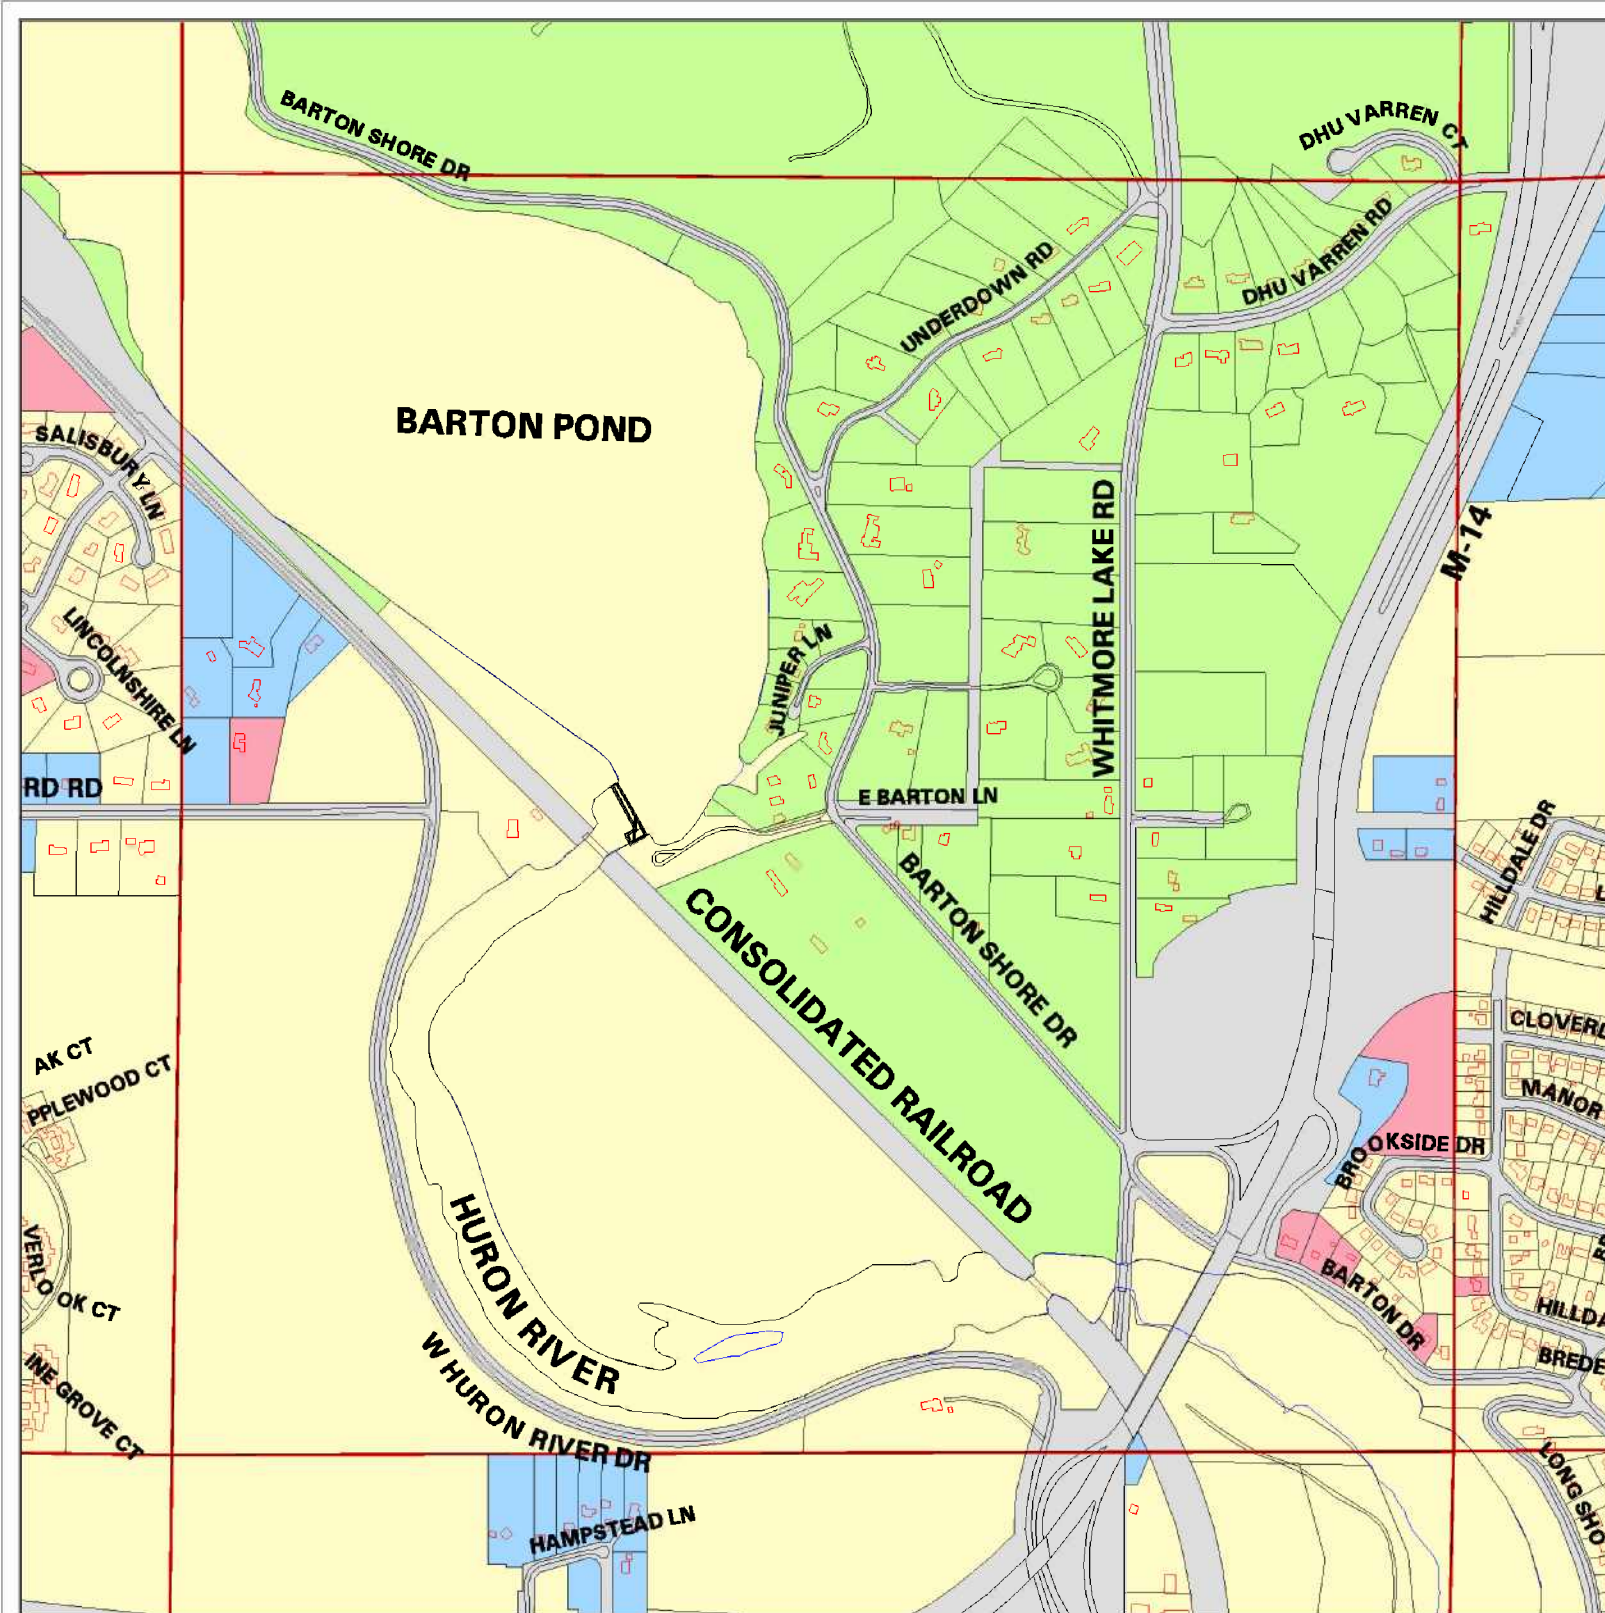 BARTON SHORE DR
DHU VARREN CT
DHU VARREN RD
UNDERDOWN RD
BARTON POND
SALISBURY LN
WHITMORE LAKE RD
M-14
LINCOLNSHIRE LN
JUNIPER LN
RD RD
E BARTON LN
HILLDALE DR
BARTON SHORE DR
CONSOLIDATED RAILROAD
CLOVERL
AK CT
PPLEWOOD CT
MANOR
BROOKSIDE DR
HURON RIVER
VERLOOK CT
BARTON DR
HILLDA
BREDE
W HURON RIVER DR
INE GROVE CT
LONG SHO
HAMPSTEAD LN